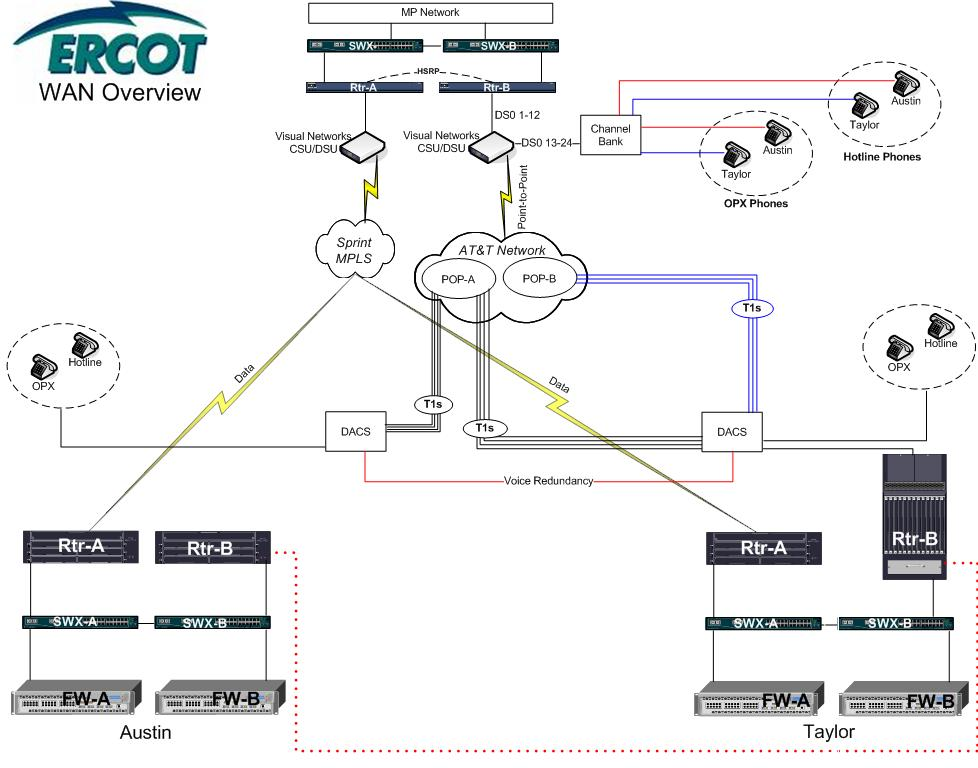 MP Network
ERCOT
WAN Overview
SWX-
SWX-B
HSRP
Rtr-A
Rtr-B
DS0 1-12
Visual Networks
CSU/DSU
Visual Networks
CSU/DSU
DS0 13-24
Channel
Bank
Austin
Taylor
Hotline Phones
Austin
Taylor
OPX Phones
Point-to-Point
Sprint
MPLS
AT&T Network
POP-A
POP-B
T1s
Hotline
OPX
Hotline
OPX
Data
Data
T1s
T1s
DACS
DACS
Voice Redundancy
Rtr-A
Rtr-B
Rtr-A
Rtr-B
SWX-A
SWX-B
SWX-A
SWX-B
FW-A
FW-B
FW-A
FW-B
Austin
Taylor